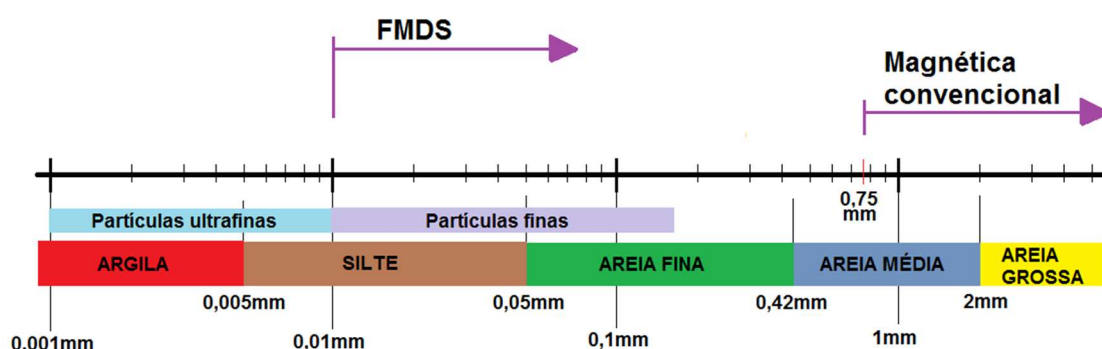 FMDS
Magnética
convencional
0,75
mm
Partículas ultrafinas
Partículas finas
ARGILA
SILTE
AREIA FINA
AREIA MÉDIA
AREIA
GROSSA
0,005mm
0,05mm
0,42mm
2mm
0,001mm
0,01mm
0,1mm
1mm